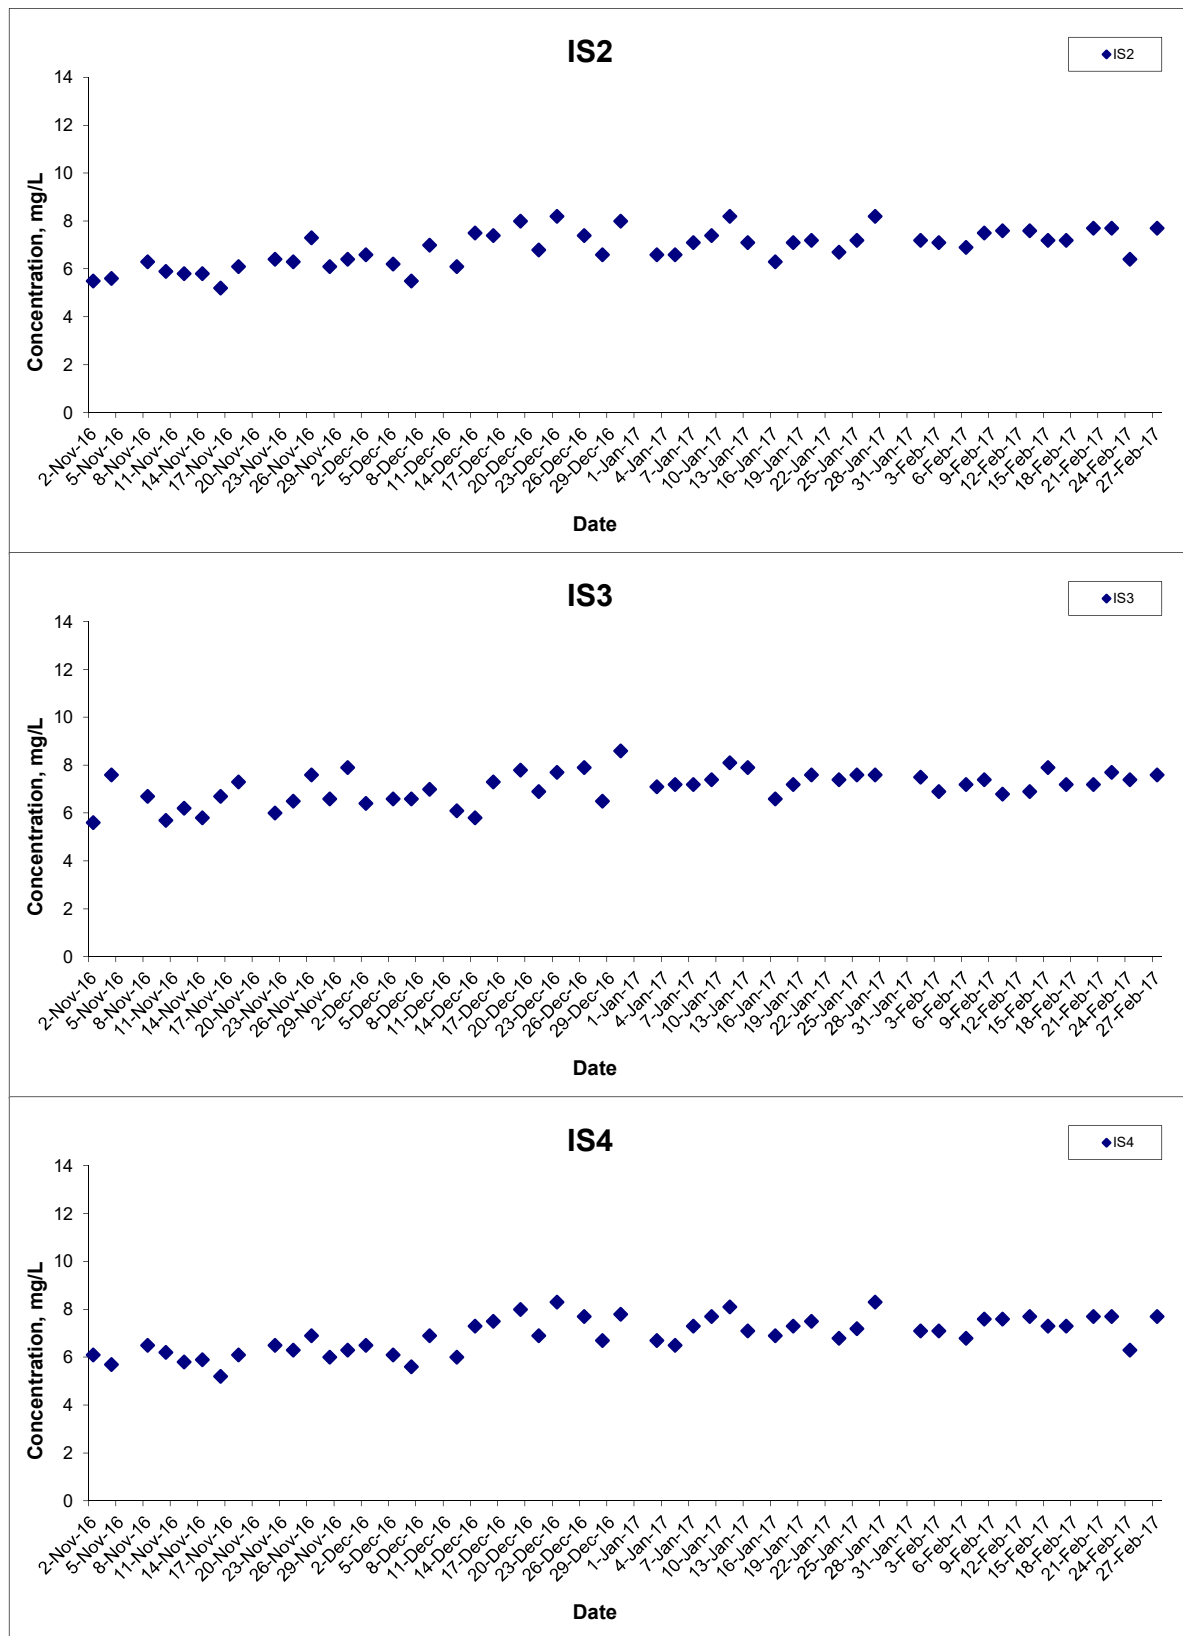 IS2
IS2
14
12
10
8
6
4
2
0
Concentration, mg/L
2-Nov-16
5-Nov-16
8-Nov-16
11-Nov-16
14-Nov-16
17-Nov-16
20-Nov-16
23-Nov-16
26-Nov-16
29-Nov-16
2-Dec-16
5-Dec-16
8-Dec-16
11-Dec-16
14-Dec-16
17-Dec-16
20-Dec-16
23-Dec-16
26-Dec-16
29-Dec-16
1-Jan-17
4-Jan-17
7-Jan-17
10-Jan-17
13-Jan-17
16-Jan-17
19-Jan-17
22-Jan-17
25-Jan-17
28-Jan-17
31-Jan-17
3-Feb-17
6-Feb-17
9-Feb-17
12-Feb-17
15-Feb-17
18-Feb-17
21-Feb-17
24-Feb-17
27-Feb-17
Date
IS3
IS3
14
12
10
8
6
4
2
0
Concentration, mg/L
2-Nov-16
5-Nov-16
8-Nov-16
11-Nov-16
14-Nov-16
17-Nov-16
20-Nov-16
23-Nov-16
26-Nov-16
29-Nov-16
2-Dec-16
5-Dec-16
8-Dec-16
11-Dec-16
14-Dec-16
17-Dec-16
20-Dec-16
23-Dec-16
26-Dec-16
29-Dec-16
1-Jan-17
4-Jan-17
7-Jan-17
10-Jan-17
13-Jan-17
16-Jan-17
19-Jan-17
22-Jan-17
25-Jan-17
28-Jan-17
31-Jan-17
3-Feb-17
6-Feb-17
9-Feb-17
12-Feb-17
15-Feb-17
18-Feb-17
21-Feb-17
24-Feb-17
27-Feb-17
Date
IS4
IS4
14
12
10
8
6
4
2
0
Concentration, mg/L
2-Nov-16
5-Nov-16
8-Nov-16
11-Nov-16
14-Nov-16
17-Nov-16
20-Nov-16
23-Nov-16
26-Nov-16
29-Nov-16
2-Dec-16
5-Dec-16
8-Dec-16
11-Dec-16
14-Dec-16
17-Dec-16
20-Dec-16
23-Dec-16
26-Dec-16
29-Dec-16
1-Jan-17
4-Jan-17
7-Jan-17
10-Jan-17
13-Jan-17
16-Jan-17
19-Jan-17
22-Jan-17
25-Jan-17
28-Jan-17
31-Jan-17
3-Feb-17
6-Feb-17
9-Feb-17
12-Feb-17
15-Feb-17
18-Feb-17
21-Feb-17
24-Feb-17
27-Feb-17
Date